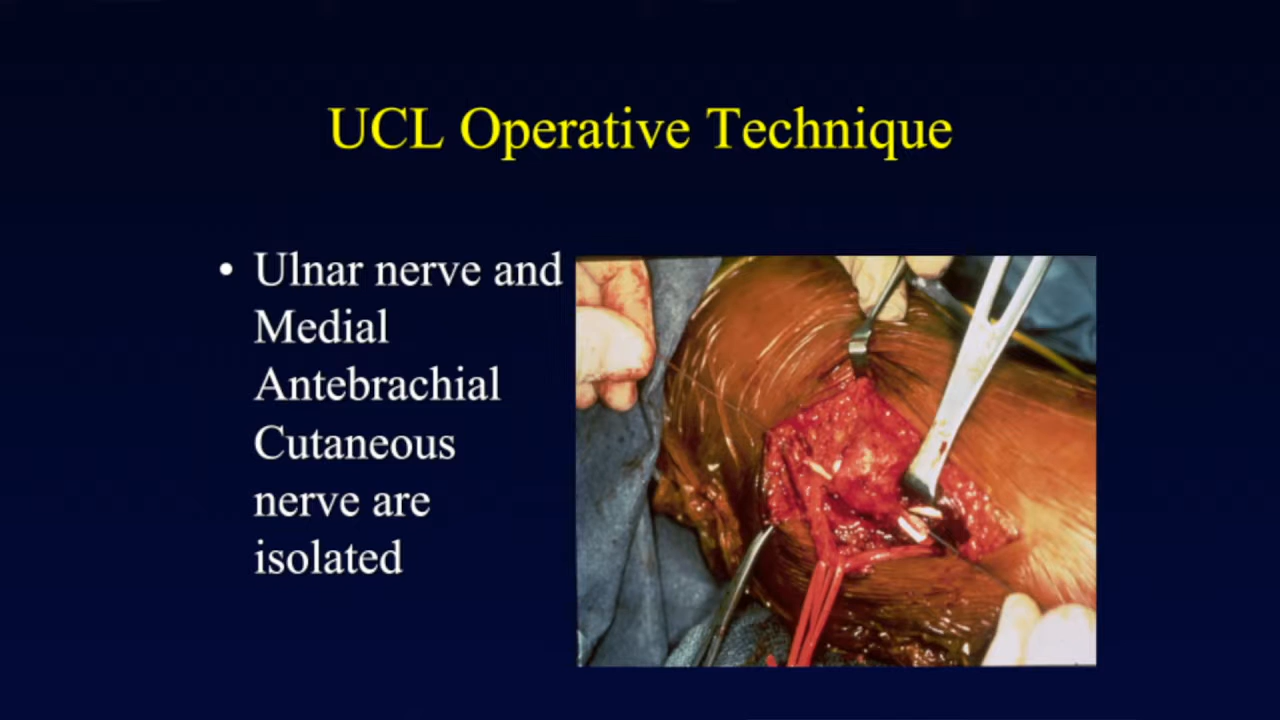 UCL Operative Technique
• Ulnar nerve and
Medial
Antebrachial
Cutaneous
nerve are
isolated